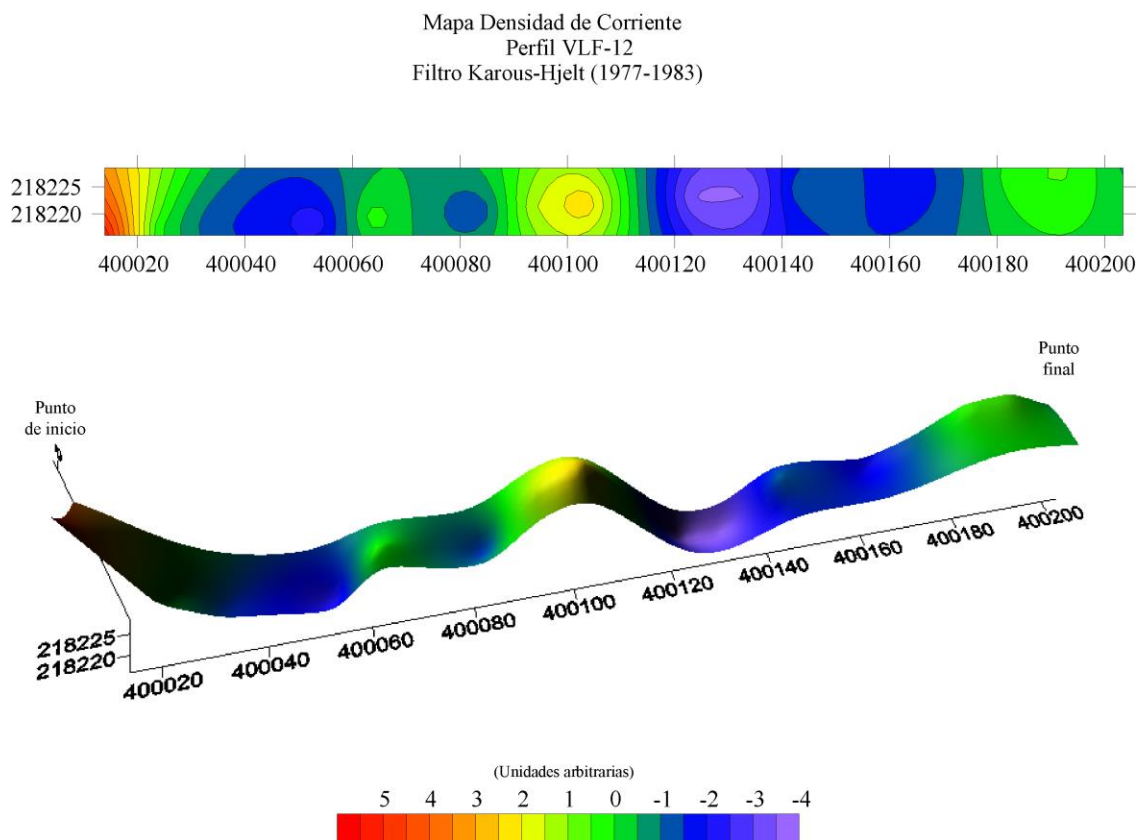 Mapa Densidad de Corriente
Perfil VLF-12
Filtro Karous-Hjelt (1977-1983)
218225
218220
400020 400040 400060 400080 400100 400120 400140 400160 400180 400200
Punto
final
Punto
de inicio
218225
218220
400020 400040 400060 400080 400100 400120 400140 400160 400180 400200
(Unidades arbitrarias)
5 4 3 2 1 0 -1 -2 -3 -4